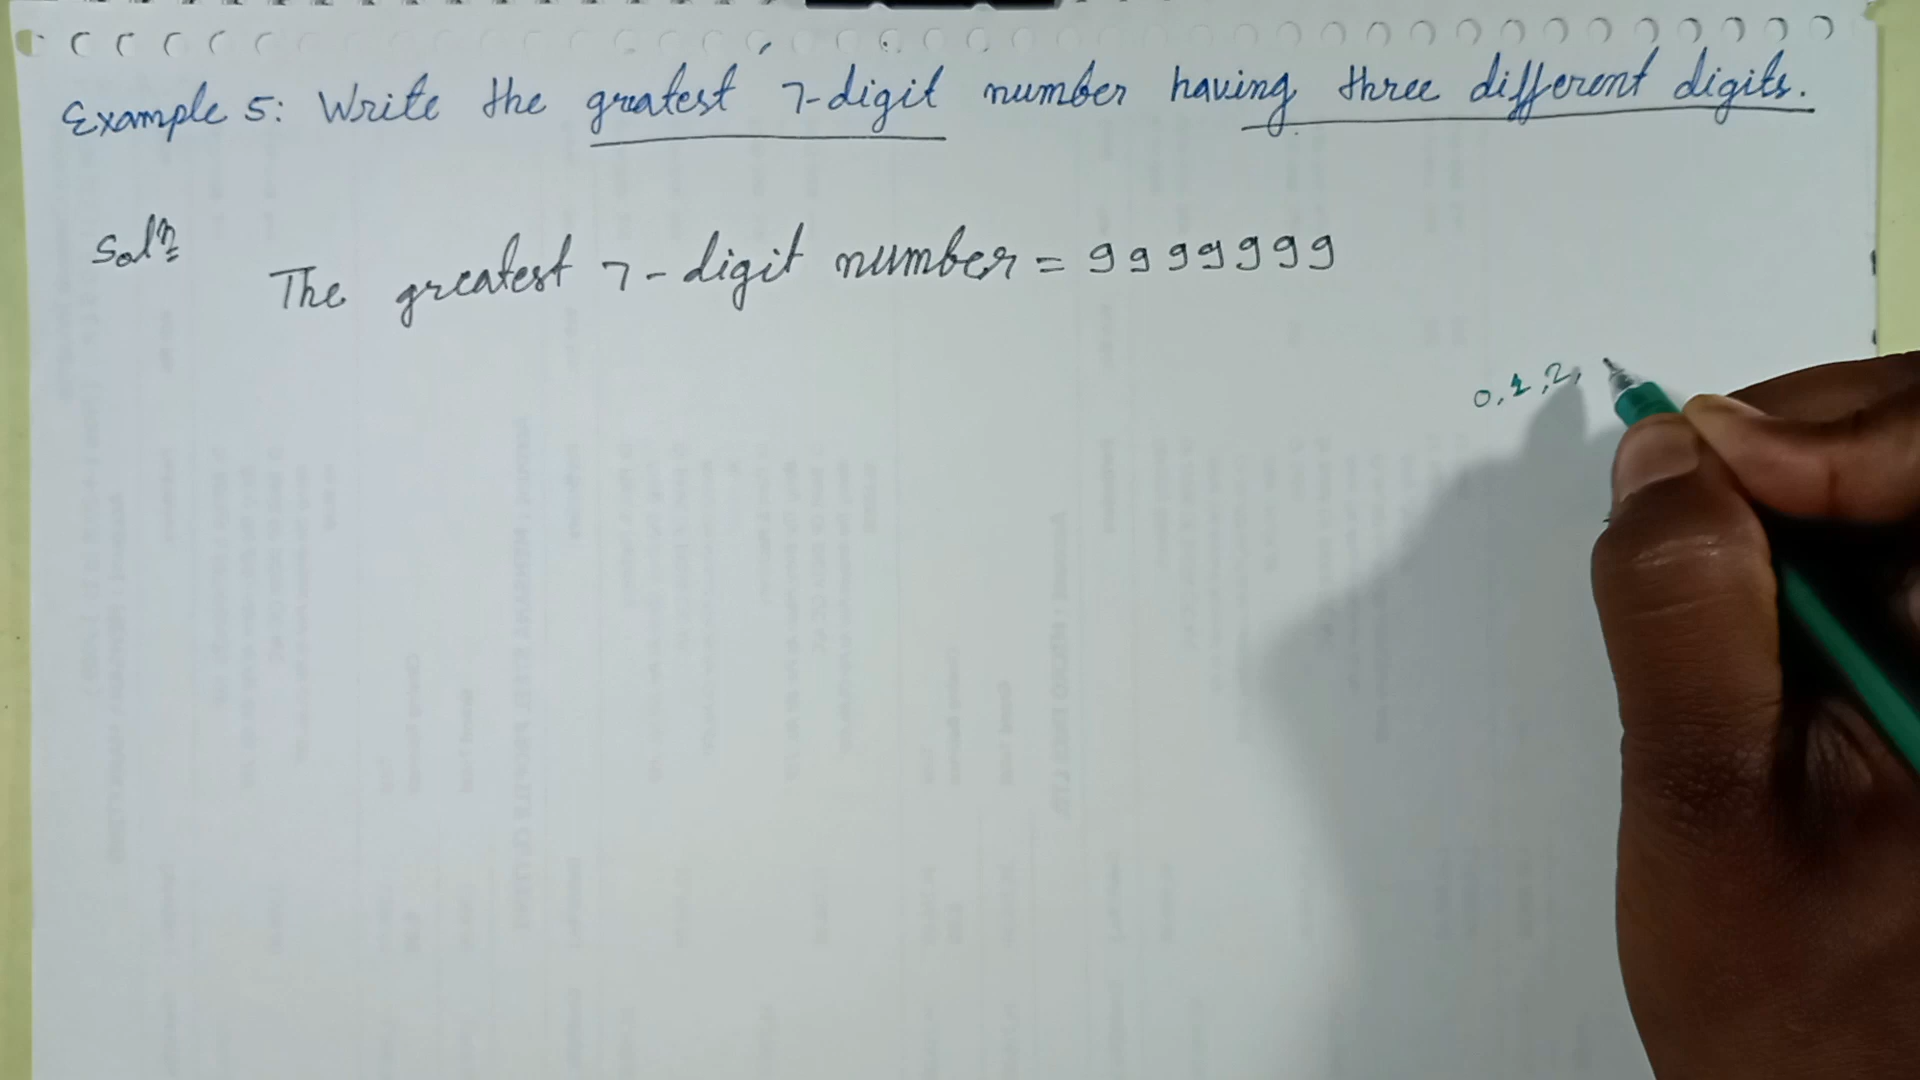 Example 5: Write the greatest 7-digit number having three different digits.
Solⁿ
The greatest 7-digit number = 9999999
0, 1, 2,